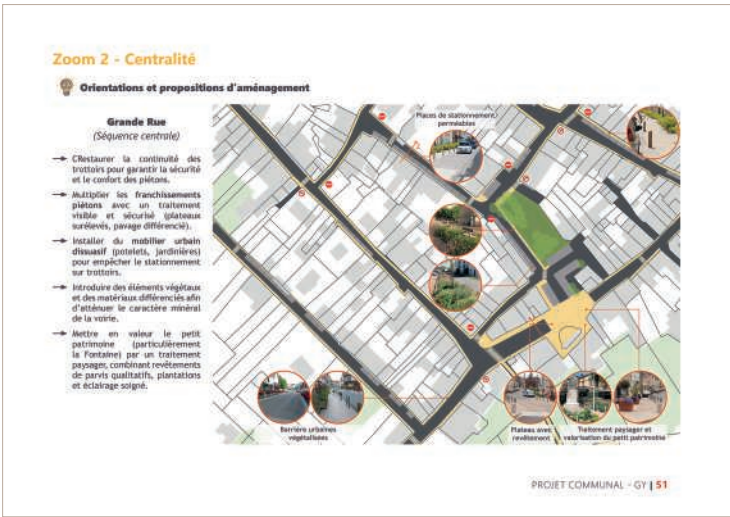 Zoom 2 - Centralité
Orientations et propositions d'aménagement
Grande Rue
(Séquence centrale)
→ CRestaurer la continuité des
trottoirs pour garantir la sécurité
et le confort des piétons.
→ Multiplier les franchissements
piétons avec un traitement
visible et sécurisé (plateaux
surélevés, pavage différencié).
→ Installer du mobilier urbain
dissuasif (potelets, jardinières)
pour empêcher le stationnement
sur trottoirs.
→ Introduire des éléments végétaux
et des matériaux différenciés afin
d'atténuer le caractère minéral
de la voirie.
→ Mettre en valeur le petit
patrimoine (particulièrement
la Fontaine) par un traitement
paysager, combinant revêtements
de parvis qualitatifs, plantations
et éclairage soigné.
Places de stationnement
perméables
Barrière urbaines
végétalisées
Plateau avec
revêtement
Traitement paysager et
valorisation du petit patrimoine
PROJET COMMUNAL - GY | 51